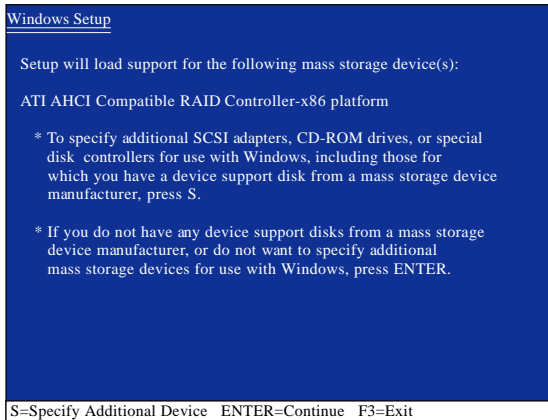 Windows Setup
Setup will load support for the following mass storage device(s):
ATI AHCI Compatible RAID Controller-x86 platform
* To specify additional SCSI adapters, CD-ROM drives, or special
disk controllers for use with Windows, including those for
which you have a device support disk from a mass storage device
manufacturer, press S.
* If you do not have any device support disks from a mass storage
device manufacturer, or do not want to specify additional
mass storage devices for use with Windows, press ENTER.
S=Specify Additional Device ENTER=Continue F3=Exit